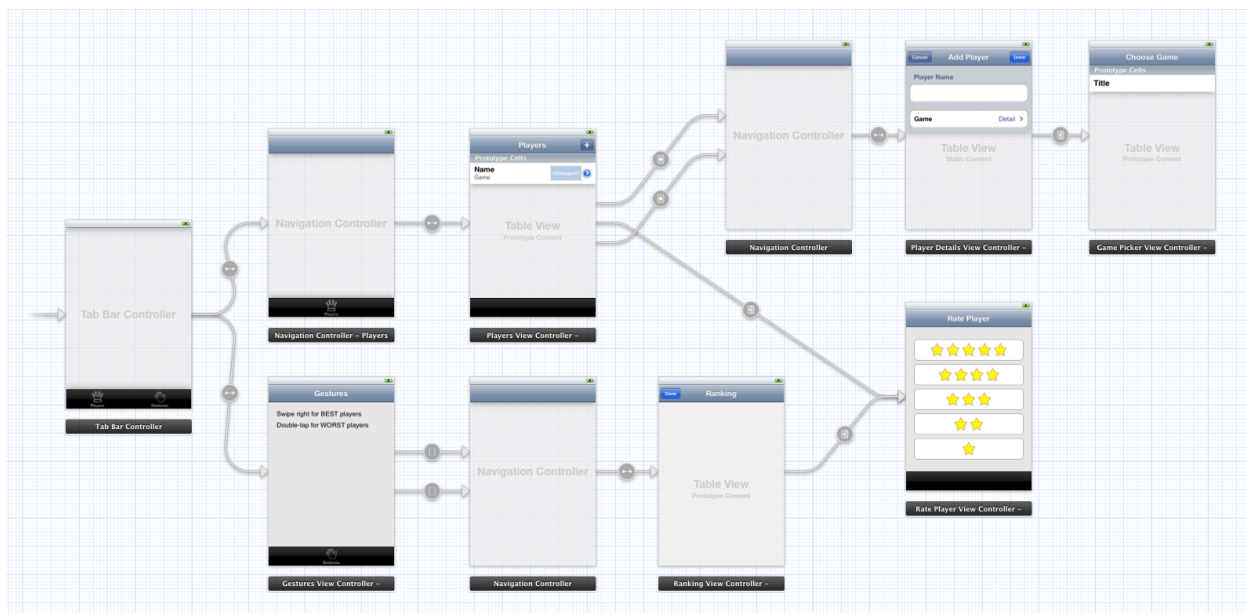 Tab Bar Controller
Players
Gestures
Tab Bar Controller
Navigation Controller
Players
Navigation Controller – Players
Players
+
Prototype Cells
Name
Game
Table View
Prototype Content
Players View Controller –
Navigation Controller
Navigation Controller
Cancel
Add Player
Done
Player Name
Game
Detail
Table View
Static Content
Player Details View Controller –
Choose Game
Prototype Cells
Title
Table View
Prototype Content
Game Picker View Controller –
Gestures
Swipe right for BEST players
Double-tap for WORST players
Gestures
Gestures View Controller –
Navigation Controller
Navigation Controller
Done
Ranking
Table View
Prototype Content
Ranking View Controller –
Rate Player
Rate Player View Controller –